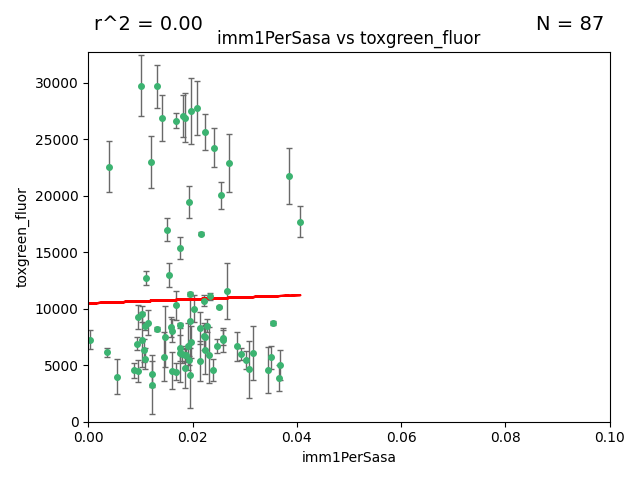 r^2 = 0.00
N = 87
imm1PerSasa vs toxgreen_fluor
toxgreen_fluor
30000
25000
20000
15000
10000
5000
0
0.00
0.02
0.04
0.06
0.08
0.10
imm1PerSasa